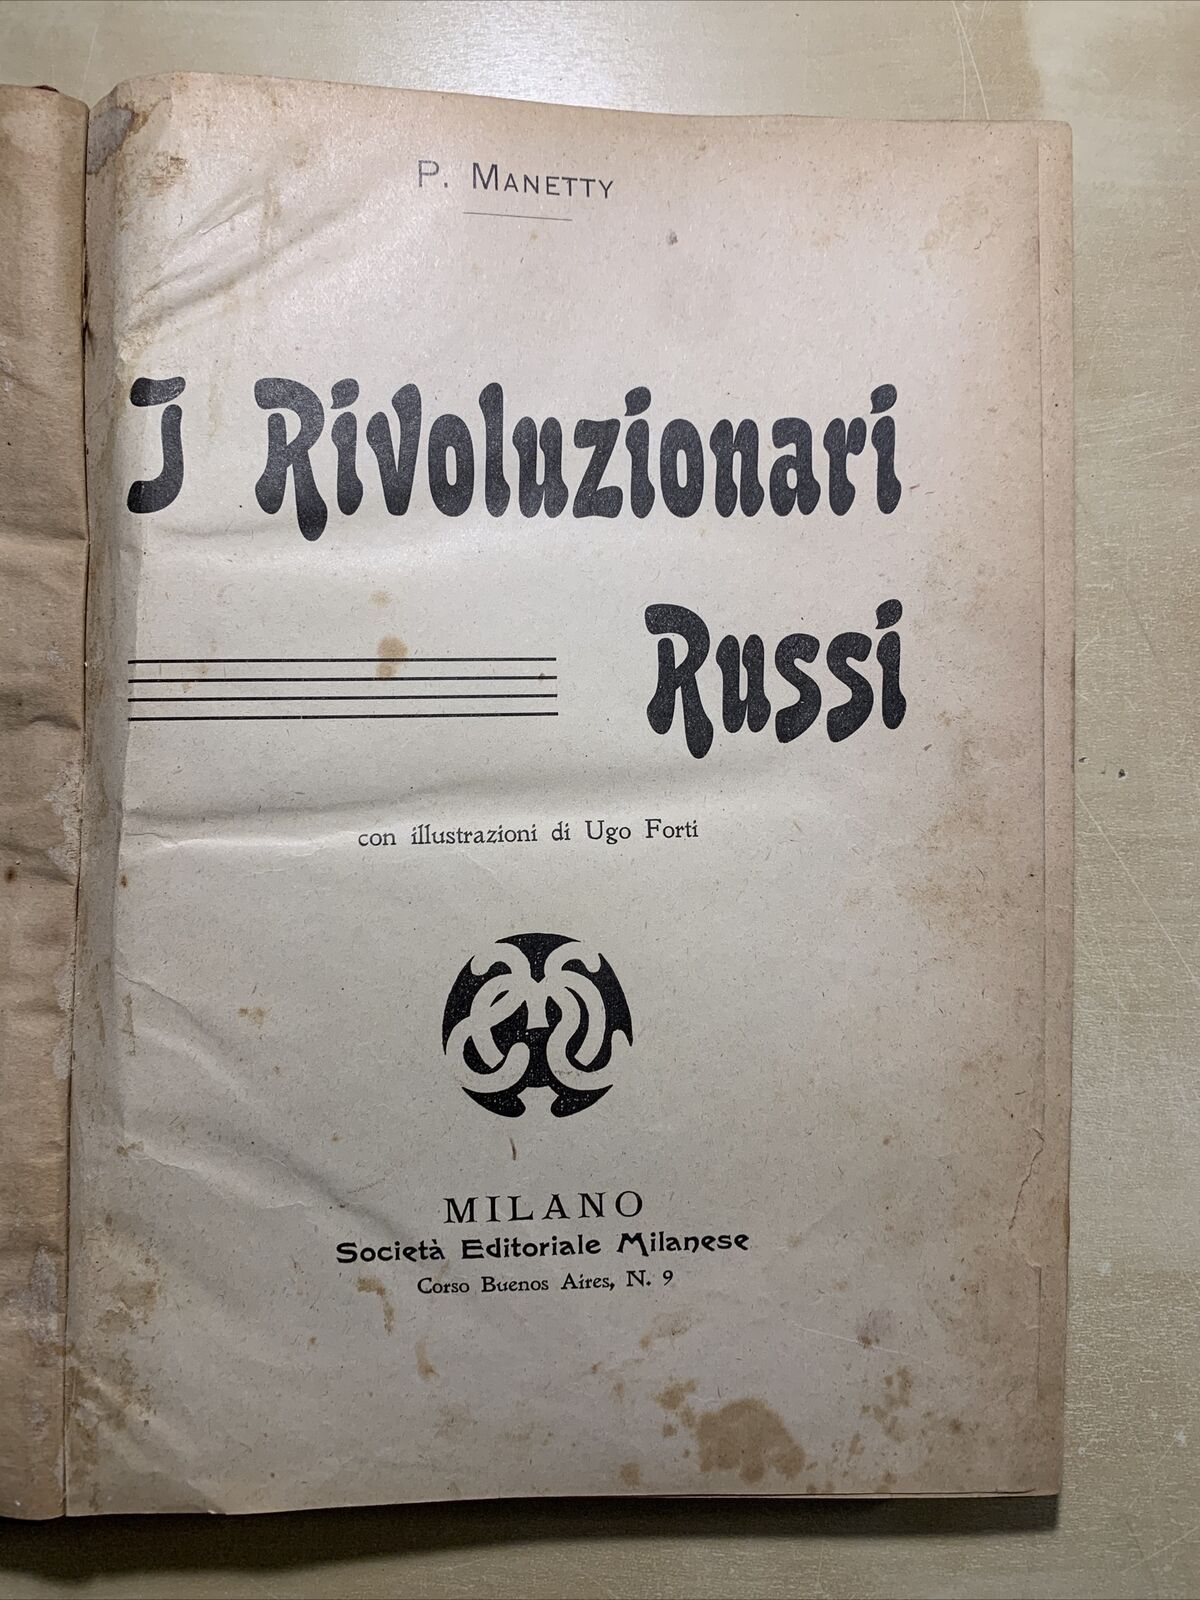 P. MANETTY
I Rivoluzionari
Russi
con illustrazioni di Ugo Forti
MILANO
Società Editoriale Milanese
Corso Buenos Aires, N. 9